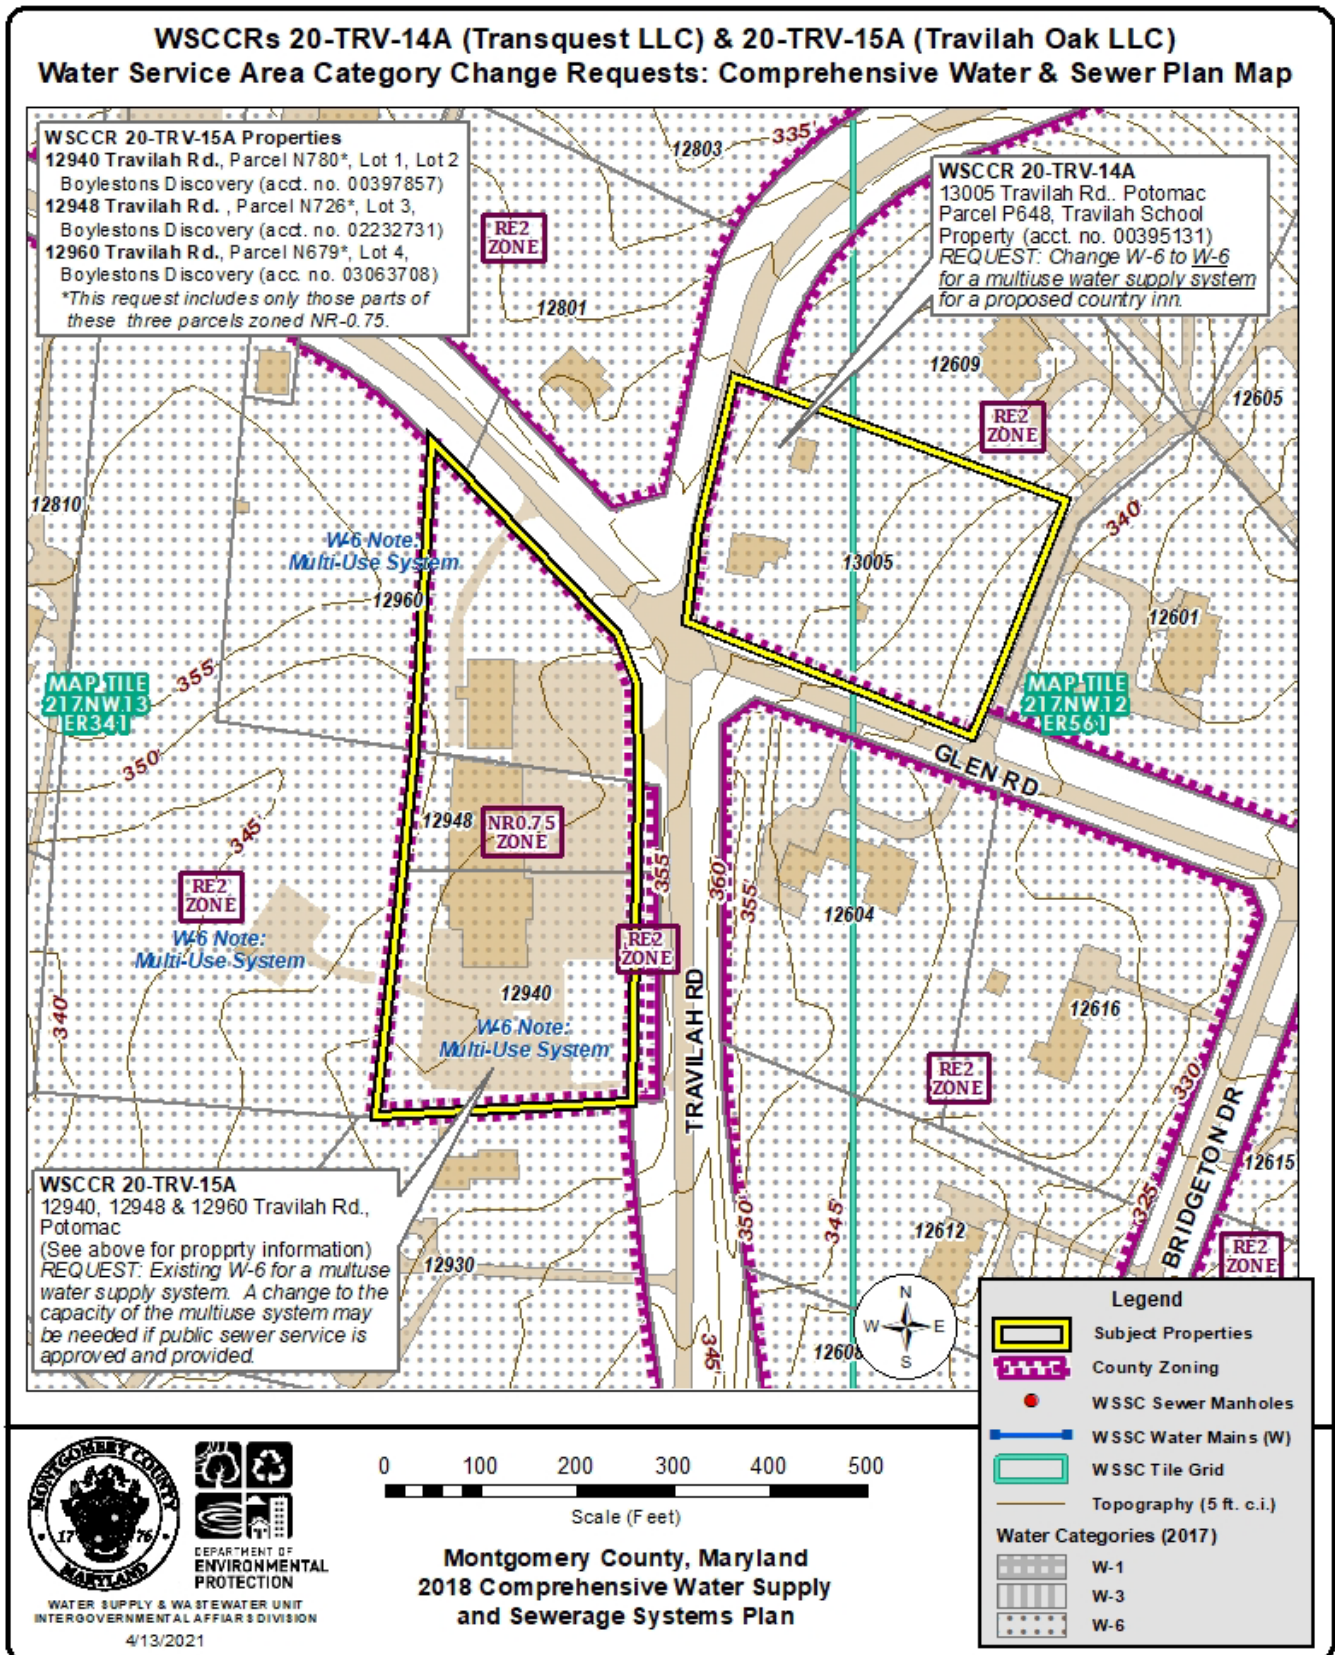 WSCCRs 20-TRV-14A (Transquest LLC) & 20-TRV-15A (Travilah Oak LLC)
Water Service Area Category Change Requests: Comprehensive Water & Sewer Plan Map
WSCCR 20-TRV-15A Properties
12940 Travilah Rd., Parcel N780*, Lot 1, Lot 2
Boylestons Discovery (acct. no. 00397857)
12948 Travilah Rd. , Parcel N726*, Lot 3,
Boylestons Discovery (acct. no. 02232731)
12960 Travilah Rd., Parcel N679*, Lot 4,
Boylestons Discovery (acc. no. 03063708)
*This request includes only those parts of
these three parcels zoned NR-0.75.
WSCCR 20-TRV-14A
13005 Travilah Rd.. Potomac
Parcel P648, Travilah School
Property (acct. no. 00395131)
REQUEST: Change W-6 to W-6
for a multiuse water supply system
for a proposed country inn.
12803
335'
RE2
ZONE
12801
12609
12605
RE2
ZONE
12810
340'
W-6 Note:
Multi-Use System
13005
12960
12601
355'
MAP TILE
217NW13
ER341
MAP TILE
217NW12
ER561
350'
GLEN RD
345'
12948
NR0.75
ZONE
355
360'
355'
RE2
ZONE
12604
W-6 Note:
Multi-Use System
RE2
ZONE
12940
340'
TRAVILAH RD
12616
W-6 Note:
Multi-Use System
RE2
ZONE
330'
BRIDGETON DR
12615
WSCCR 20-TRV-15A
12940, 12948 & 12960 Travilah Rd.,
Potomac
(See above for propprty information)
REQUEST: Existing W-6 for a multuse
water supply system. A change to the
capacity of the multiuse system may
be needed if public sewer service is
approved and provided.
325'
350'
345'
12612
RE2
ZONE
12930
345'
12608
N
W
E
S
Legend
Subject Properties
County Zoning
WSSC Sewer Manholes
WSSC Water Mains (W)
WSSC Tile Grid
Topography (5 ft. c.i.)
Water Categories (2017)
W-1
W-3
W-6
MONTGOMERY COUNTY
17 76
MARYLAND
DEPARTMENT OF
ENVIRONMENTAL
PROTECTION
WATER SUPPLY & WASTEWATER UNIT
INTERGOVERNMENTAL AFFIARS DIVISION
4/13/2021
0 100 200 300 400 500
Scale (Feet)
Montgomery County, Maryland
2018 Comprehensive Water Supply
and Sewerage Systems Plan